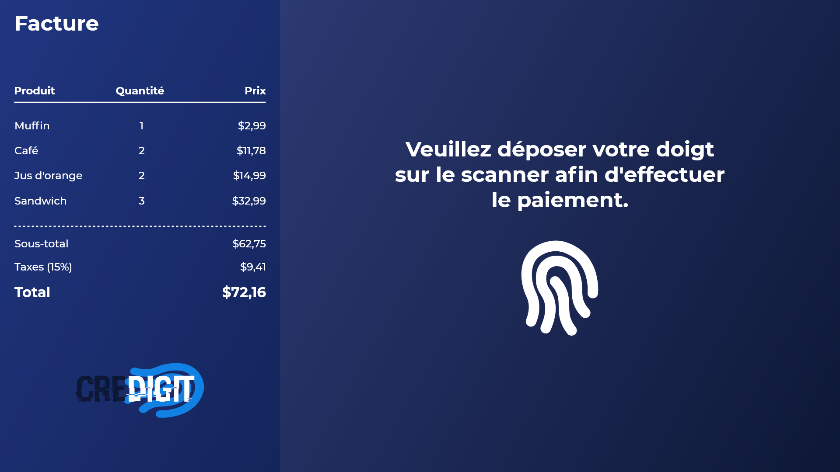 Facture
Produit Quantité Prix
Muffin 1 $2,99
Café 2 $11,78
Jus d'orange 2 $14,99
Sandwich 3 $32,99
Sous-total $62,75
Taxes (15%) $9,41
Total $72,16
CREDIGIT
Veuillez déposer votre doigt
sur le scanner afin d'effectuer
le paiement.